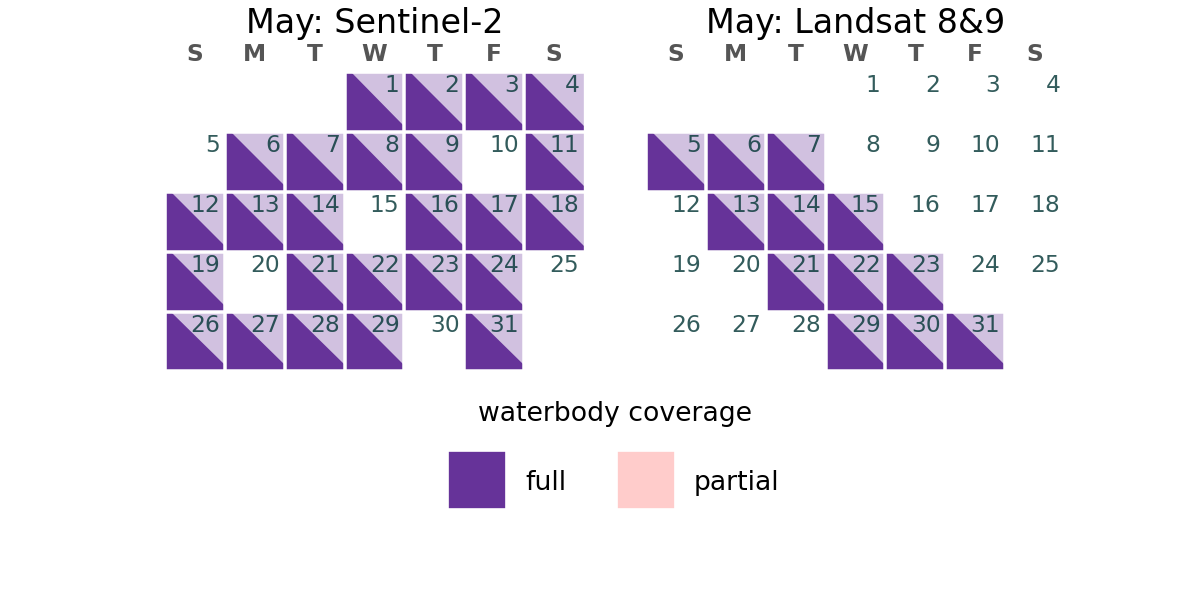 May: Sentinel-2
S M T W T F S
1 2 3 4
5 6 7 8 9 10 11
12 13 14 15 16 17 18
19 20 21 22 23 24 25
26 27 28 29 30 31
May: Landsat 8&9
S M T W T F S
1 2 3 4
5 6 7 8 9 10 11
12 13 14 15 16 17 18
19 20 21 22 23 24 25
26 27 28 29 30 31
waterbody coverage
full partial